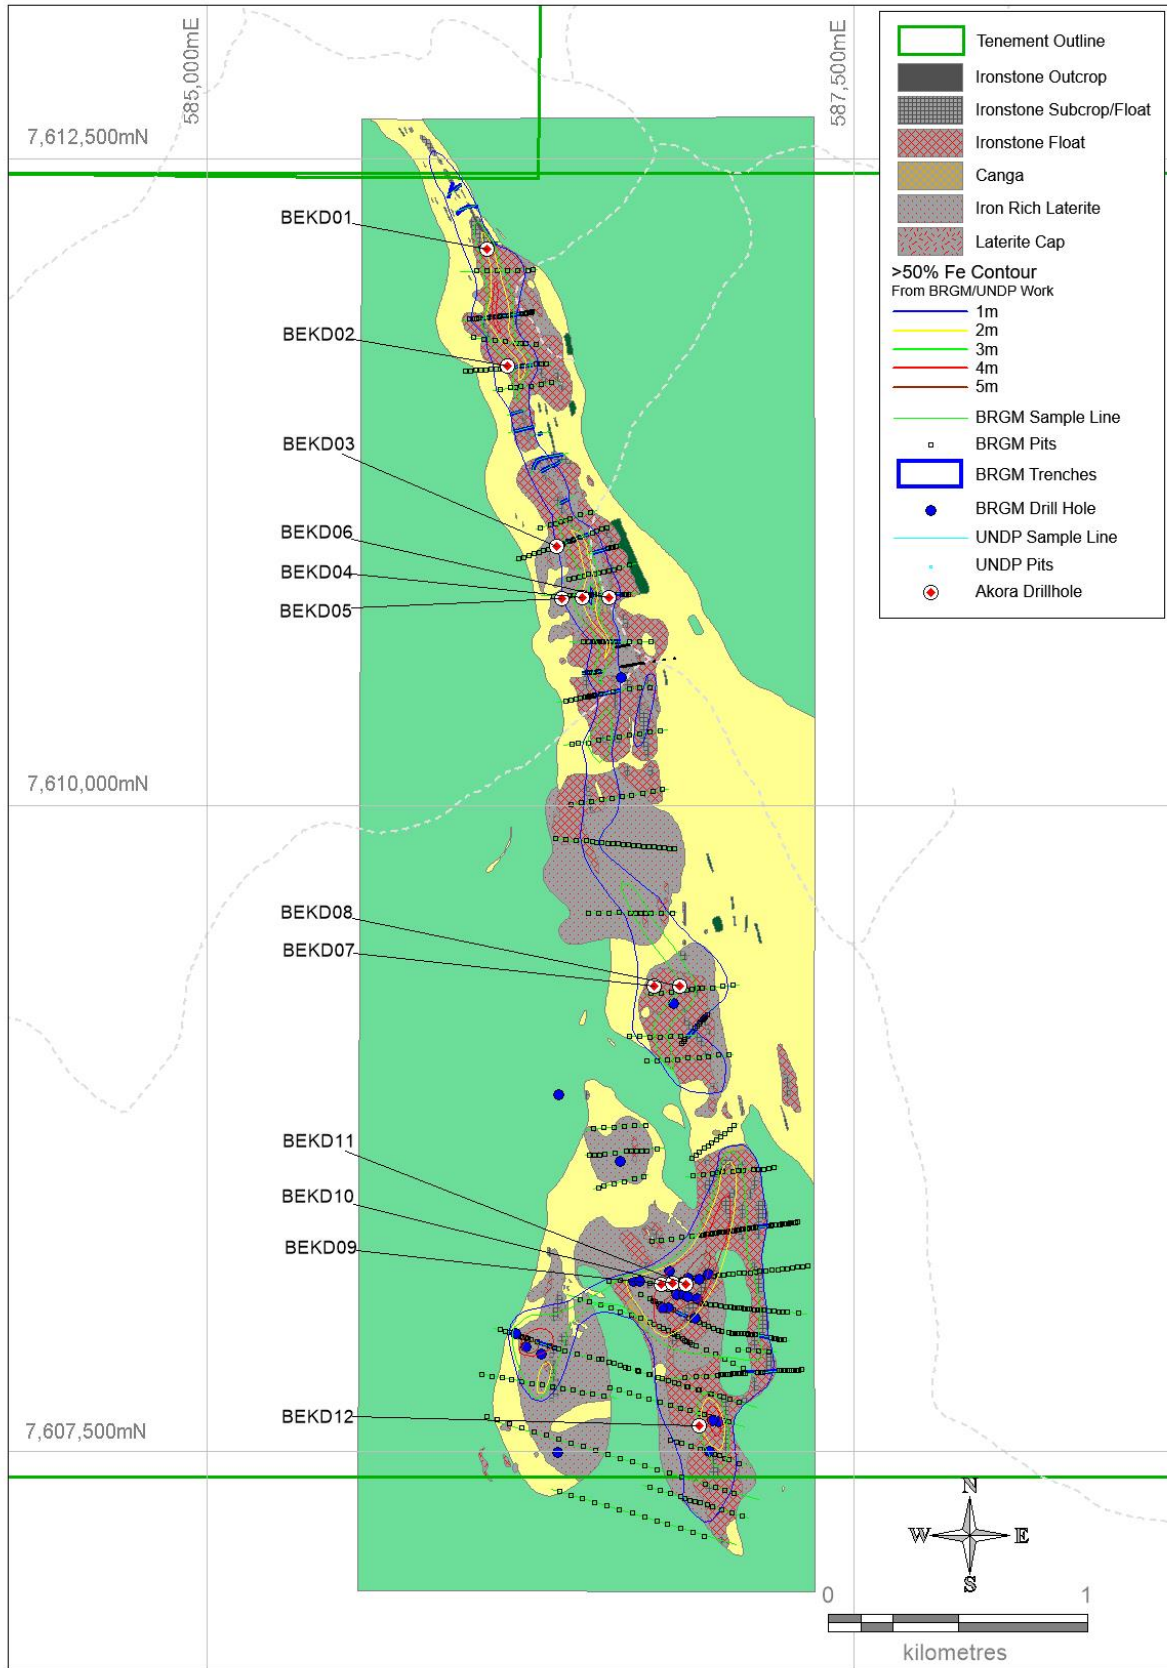 585,000mE
587,500mE
7,612,500mN
7,610,000mN
7,607,500mN
BEKD01
BEKD02
BEKD03
BEKD06
BEKD04
BEKD05
BEKD08
BEKD07
BEKD11
BEKD10
BEKD09
BEKD12
Tenement Outline
Ironstone Outcrop
Ironstone Subcrop/Float
Ironstone Float
Canga
Iron Rich Laterite
Laterite Cap
>50% Fe Contour
From BRGM/UNDP Work
1m
2m
3m
4m
5m
BRGM Sample Line
BRGM Pits
BRGM Trenches
BRGM Drill Hole
UNDP Sample Line
UNDP Pits
Akora Drillhole
N
W E
S
0 1
kilometres